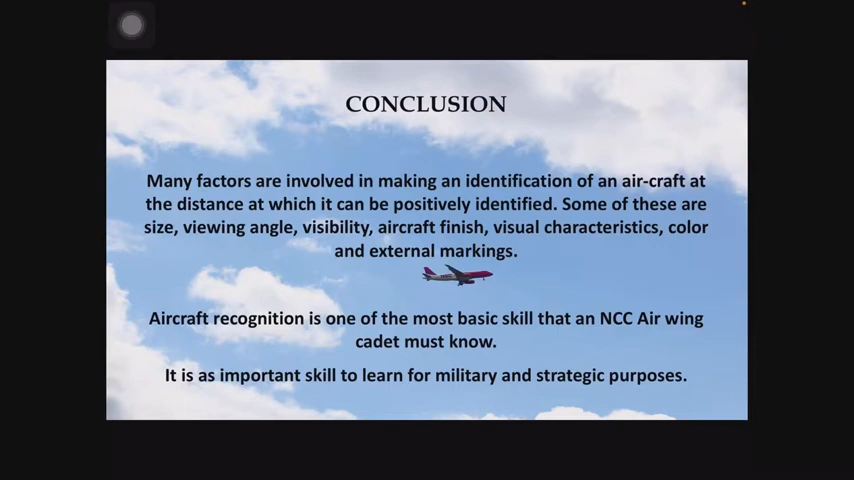 CONCLUSION
Many factors are involved in making an identification of an air-craft at
the distance at which it can be positively identified. Some of these are
size, viewing angle, visibility, aircraft finish, visual characteristics, color
and external markings.
Aircraft recognition is one of the most basic skill that an NCC Air wing
cadet must know.
It is as important skill to learn for military and strategic purposes.